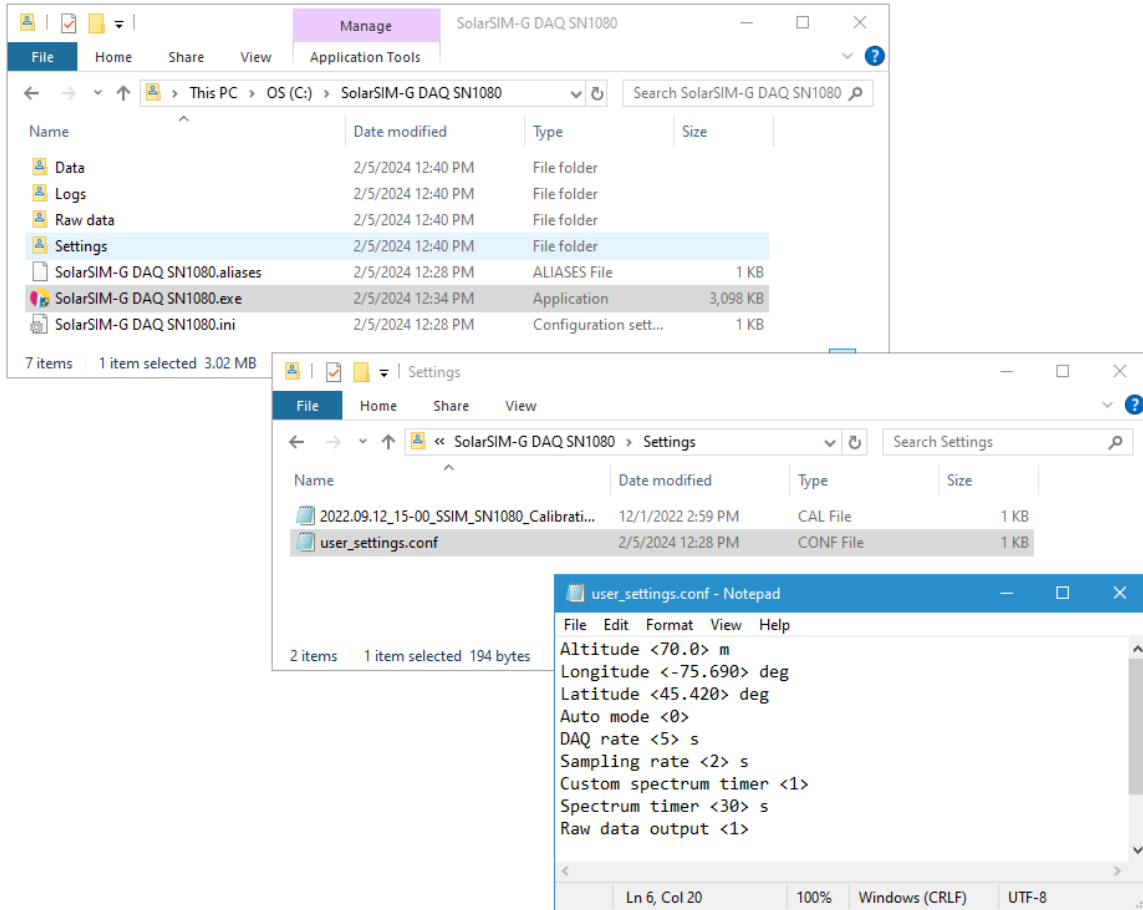 Manage
SolarSIM-G DAQ SN1080
File Home Share View Application Tools
This PC > OS (C:) > SolarSIM-G DAQ SN1080
Search SolarSIM-G DAQ SN1080
Name Date modified Type Size
Data 2/5/2024 12:40 PM File folder
Logs 2/5/2024 12:40 PM File folder
Raw data 2/5/2024 12:40 PM File folder
Settings 2/5/2024 12:40 PM File folder
SolarSIM-G DAQ SN1080.aliases 2/5/2024 12:28 PM ALIASES File 1 KB
SolarSIM-G DAQ SN1080.exe 2/5/2024 12:34 PM Application 3,098 KB
SolarSIM-G DAQ SN1080.ini 2/5/2024 12:28 PM Configuration sett... 1 KB
7 items 1 item selected 3.02 MB
Settings
File Home Share View
« SolarSIM-G DAQ SN1080 > Settings
Search Settings
Name Date modified Type Size
2022.09.12_15-00_SSIM_SN1080_Calibrati... 12/1/2022 2:59 PM CAL File 1 KB
user_settings.conf 2/5/2024 12:28 PM CONF File 1 KB
2 items 1 item selected 194 bytes
user_settings.conf - Notepad
File Edit Format View Help
Altitude <70.0> m
Longitude <-75.690> deg
Latitude <45.420> deg
Auto mode <0>
DAQ rate <5> s
Sampling rate <2> s
Custom spectrum timer <1>
Spectrum timer <30> s
Raw data output <1>
Ln 6, Col 20 100% Windows (CRLF) UTF-8